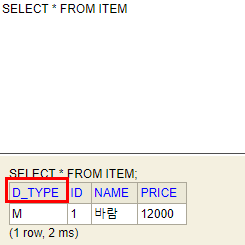 SELECT * FROM ITEM
SELECT * FROM ITEM;
D_TYPE ID NAME PRICE
M 1 바람 12000
(1 row, 2 ms)